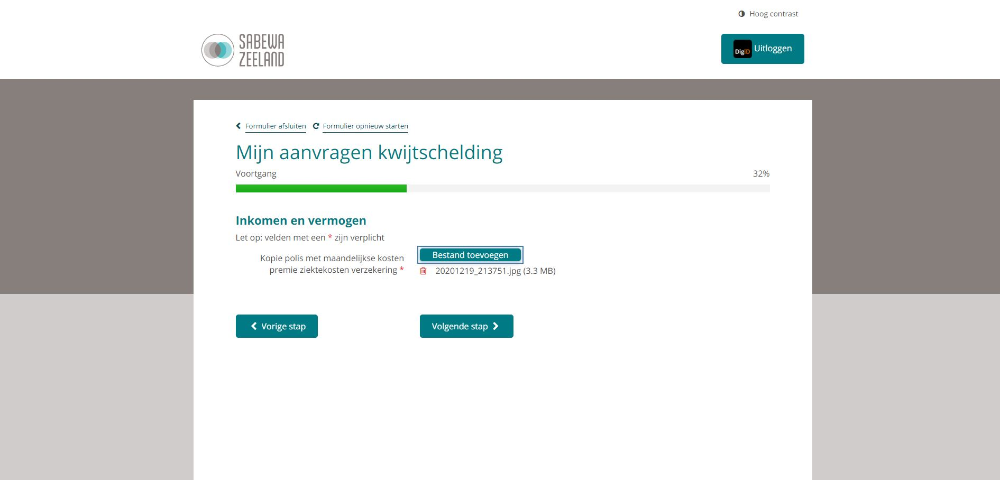 Hoog contrast
SABEWA
ZEELAND
DigiD Uitloggen
Formulier afsluiten Formulier opnieuw starten
Mijn aanvragen kwijtschelding
Voortgang 32%
Inkomen en vermogen
Let op: velden met een * zijn verplicht
Kopie polis met maandelijkse kosten
premie ziektekosten verzekering *
Bestand toevoegen
20201219_213751.jpg (3.3 MB)
Vorige stap Volgende stap